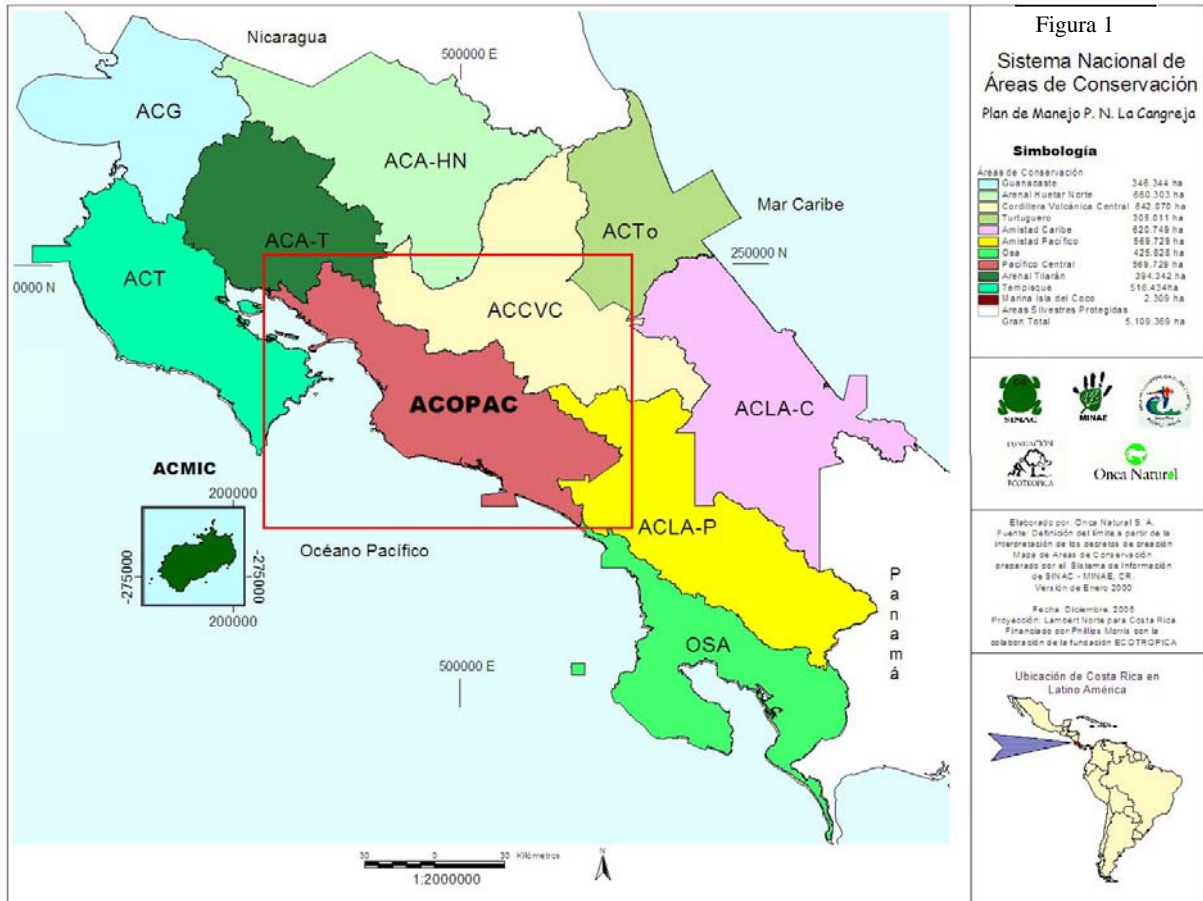 Figura 1
Sistema Nacional de
Áreas de Conservación
Plan de Manejo P. N. La Cangreja
Simbología
Áreas de Conservación
Guanacaste 346.344 ha
Arenal Huetar Norte 660.303 ha
Cordillera Volcánica Central 642.070 ha
Turtuguero 305.011 ha
Amistad Caribe 620.749 ha
Amistad Pacífico 569.729 ha
Osa 425.828 ha
Pacífico Central 569.729 ha
Arenal Tilarán 394.342 ha
Tempisque 516.434ha
Marina Isla del Coco 2.309 ha
Areas Silvestres Protegidas
Gran Total 5.109.369 ha
SINAC
MINAE
FUNDACIÓN
ECOTROPICA
Onca Natural
Elaborado por: Onca Natural S. A.
Fuente: Definición del límite a partir de la
interpretación de los decretos de creación
Mapa de Areas de Conservación
preparado por el Sistema de Información
de SINAC - MINAE, CR.
Versión de Enero 2000
Fecha: Diciembre,
Proyección: Lambert Norte para Costa Rica
Financiado por Phillips Morris con la
colaboración de la fundación ECOTROPICA
Ubicación de Costa Rica en
Latino América
Nicaragua
500000 E
ACG
ACA-HN
Mar Caribe
ACA-T
ACTo
250000 N
0000 N
ACT
ACCVC
ACOPAC
ACLA-C
ACMIC
200000
-275000
-275000
200000
Océano Pacífico
ACLA-P
Panamá
OSA
500000 E
30 0 30 Kilómetros
1:2000000
N